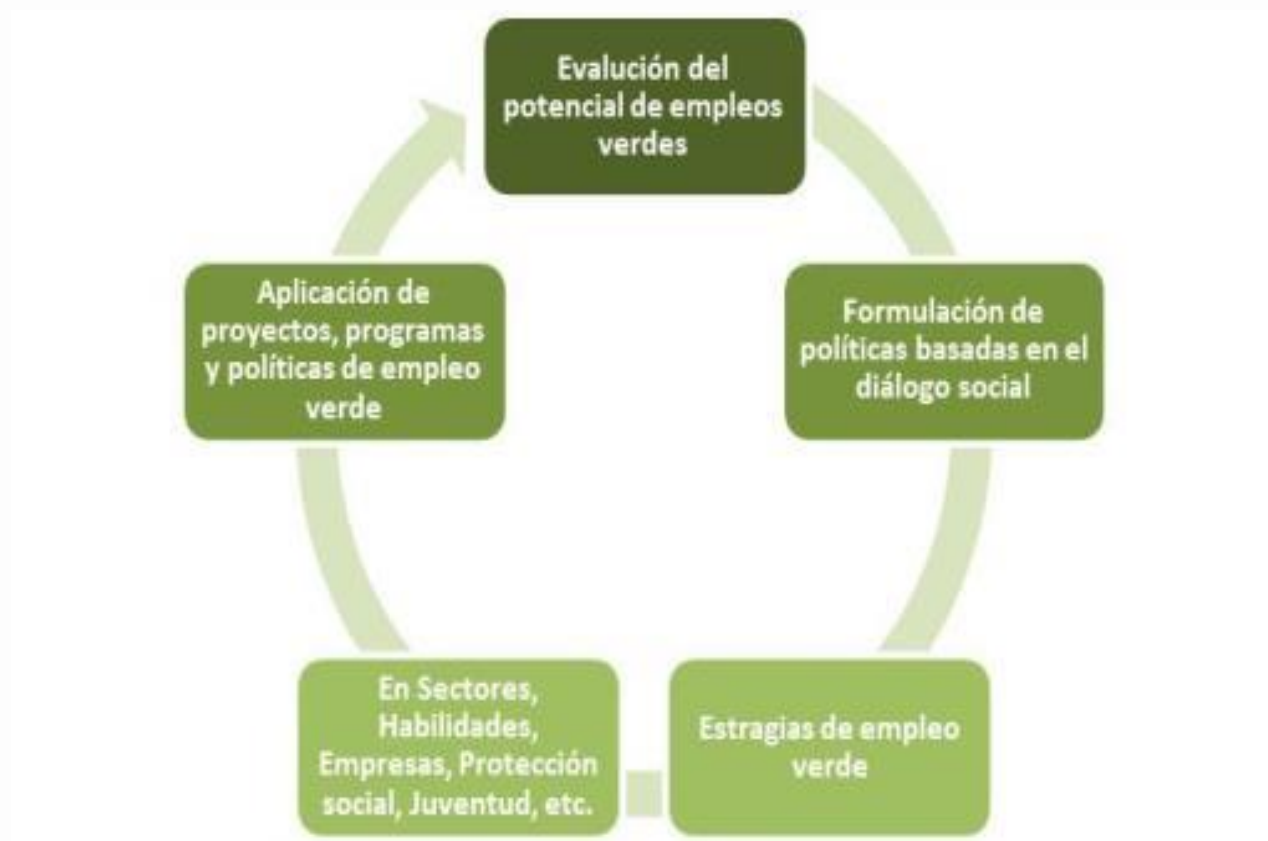 Evalución del
potencial de empleos
verdes
Formulación de
políticas basadas en el
diálogo social
Estragias de empleo
verde
En Sectores,
Habilidades,
Empresas, Protección
social, Juventud, etc.
Aplicación de
proyectos, programas
y políticas de empleo
verde